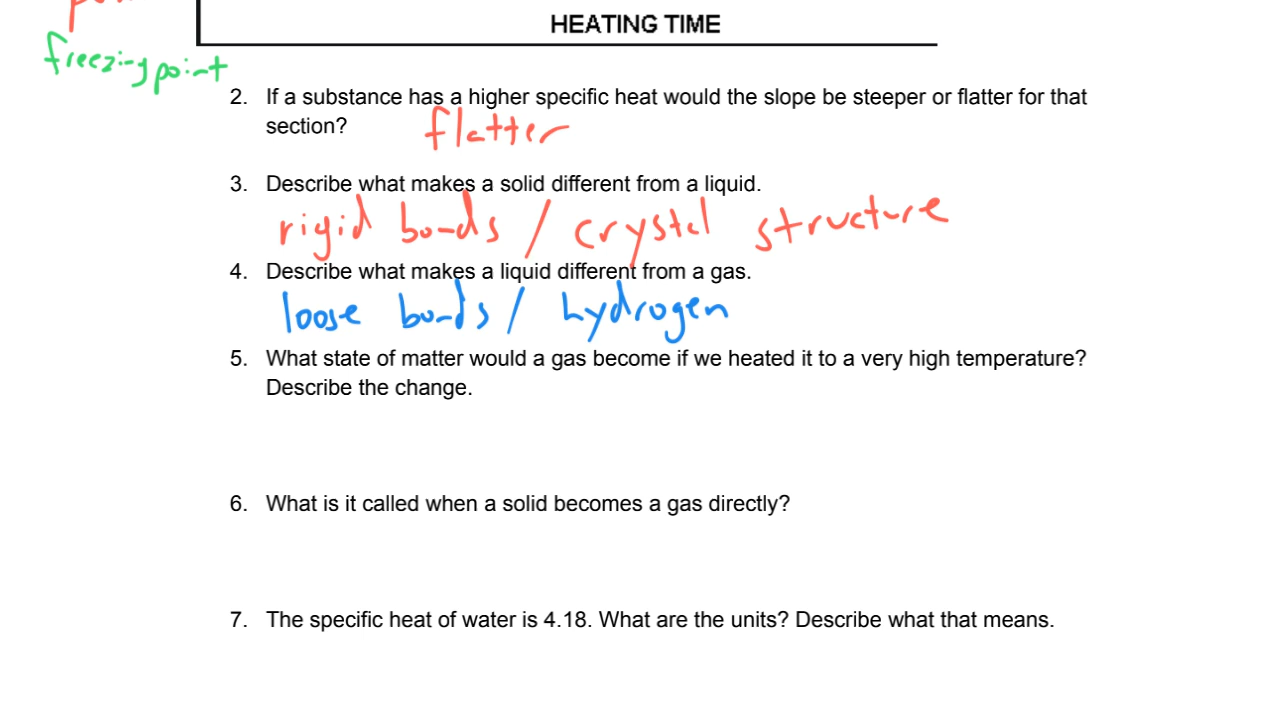 HEATING TIME
freezing point
2. If a substance has a higher specific heat would the slope be steeper or flatter for that
section?
flatter
3. Describe what makes a solid different from a liquid.
rigid bonds / crystal structure
4. Describe what makes a liquid different from a gas.
loose bonds / hydrogen
5. What state of matter would a gas become if we heated it to a very high temperature?
Describe the change.
6. What is it called when a solid becomes a gas directly?
7. The specific heat of water is 4.18. What are the units? Describe what that means.